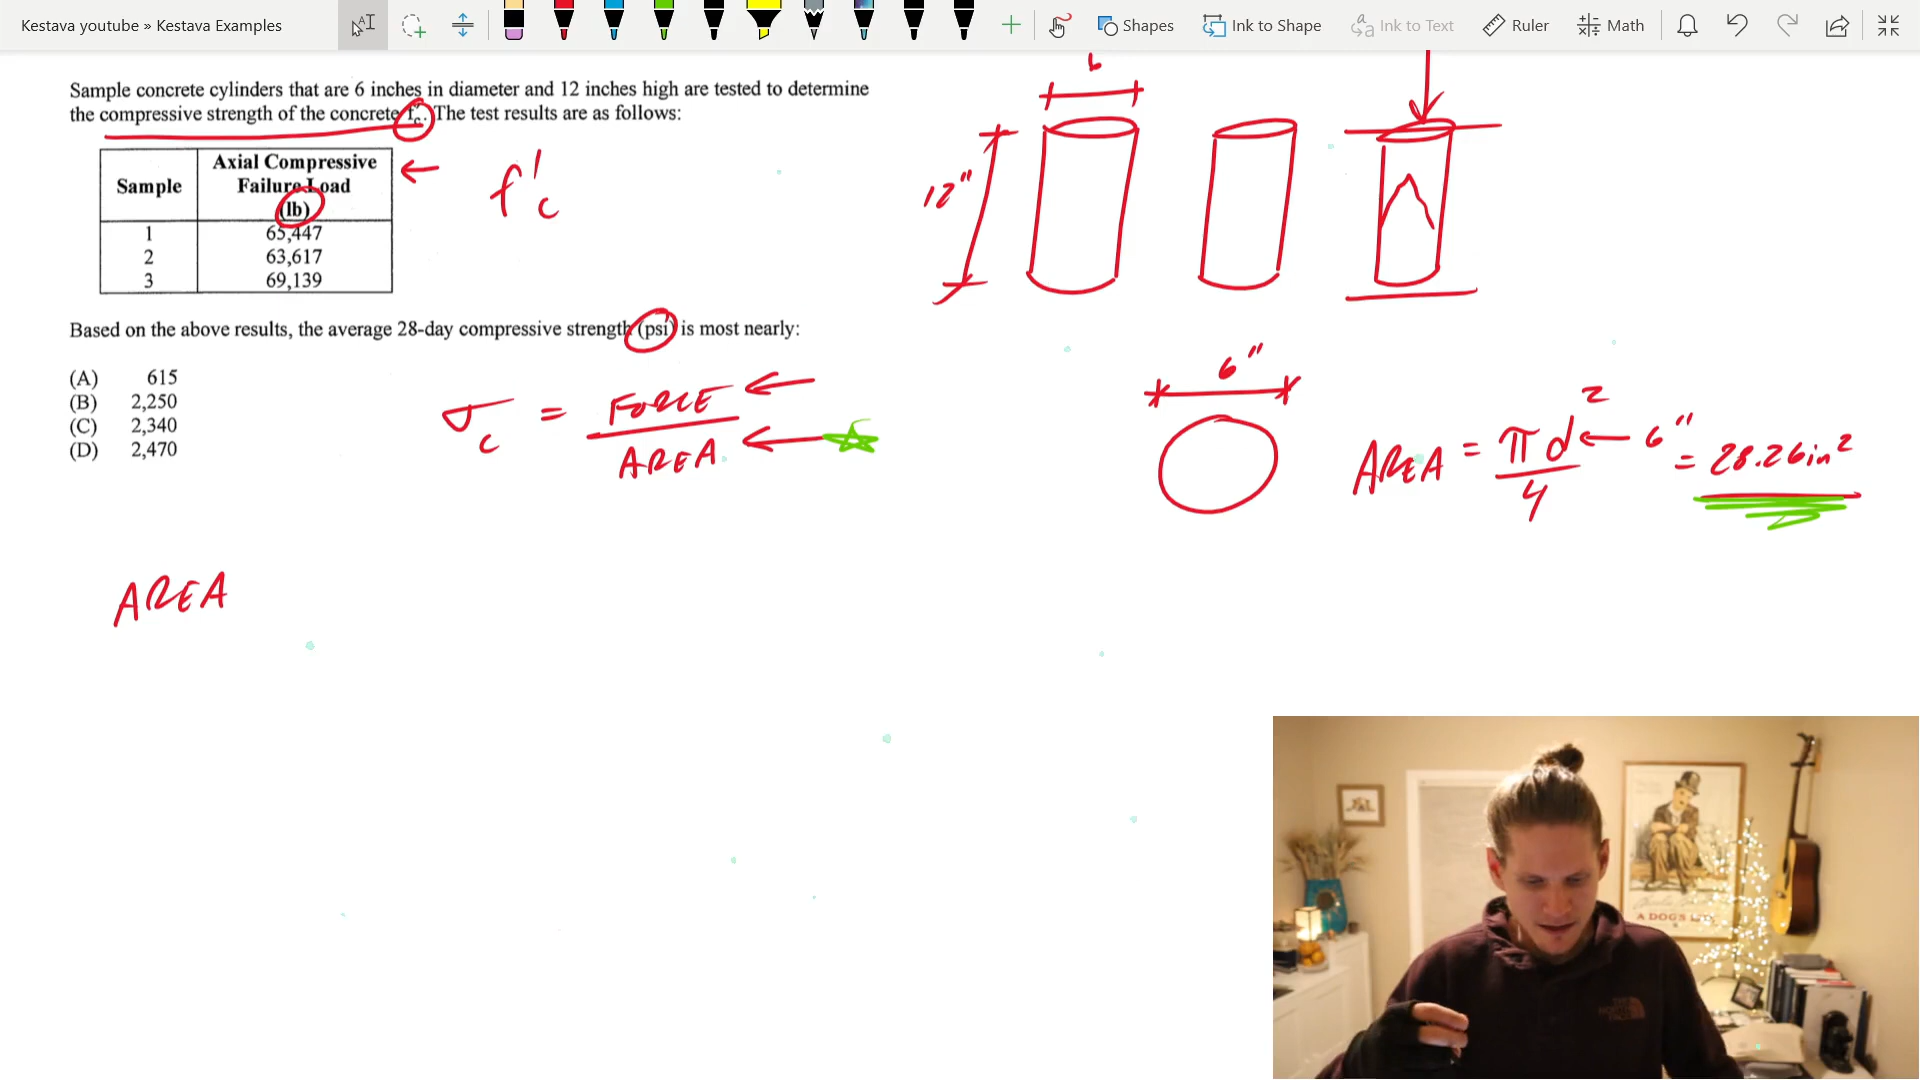 Kestava youtube » Kestava Examples
Shapes
Ink to Shape
Ink to Text
Ruler
Math
Sample concrete cylinders that are 6 inches in diameter and 12 inches high are tested to determine
the compressive strength of the concrete f'c. The test results are as follows:
Sample
Axial Compressive
Failure Load
(lb)
1 65,447
2 63,617
3 69,139
f'c
12"
Based on the above results, the average 28-day compressive strength (psi) is most nearly:
(A) 615
(B) 2,250
(C) 2,340
(D) 2,470
σc = FORCE / AREA
6"
AREA = πd² / 4 ← 6" = 28.26in²
AREA
A DOG'S
THE
NORTH
FACE